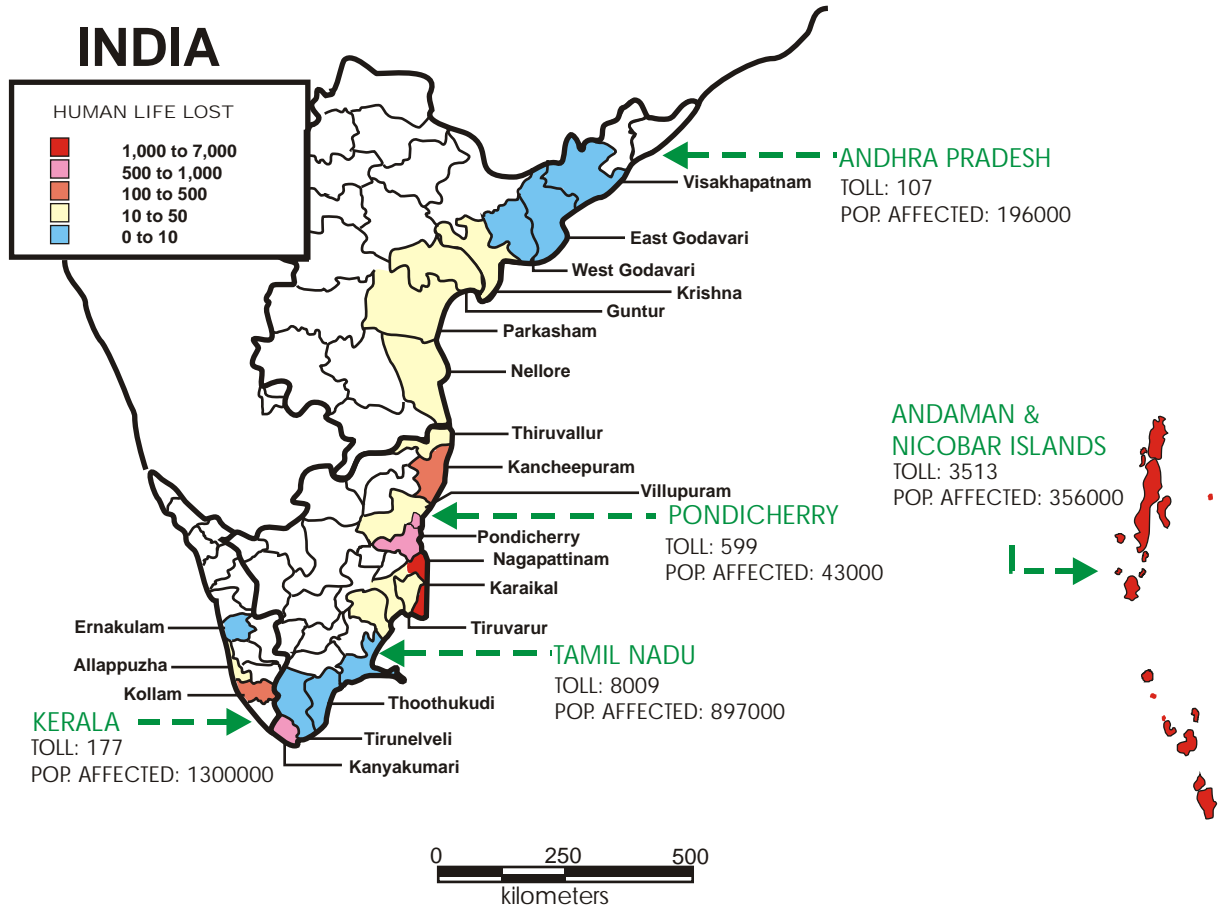 INDIA
HUMAN LIFE LOST
1,000 to 7,000
500 to 1,000
100 to 500
10 to 50
0 to 10
ANDHRA PRADESH
TOLL: 107
POP. AFFECTED: 196000
Visakhapatnam
East Godavari
West Godavari
Krishna
Guntur
Parkasham
Nellore
Thiruvallur
Kancheepuram
Villupuram
ANDAMAN &
NICOBAR ISLANDS
TOLL: 3513
POP. AFFECTED: 356000
PONDICHERRY
TOLL: 599
POP. AFFECTED: 43000
Pondicherry
Nagapattinam
Karaikal
Tiruvarur
Ernakulam
Allappuzha
Kollam
TAMIL NADU
TOLL: 8009
POP. AFFECTED: 897000
Thoothukudi
KERALA
TOLL: 177
POP. AFFECTED: 1300000
Tirunelveli
Kanyakumari
0 250 500
kilometers